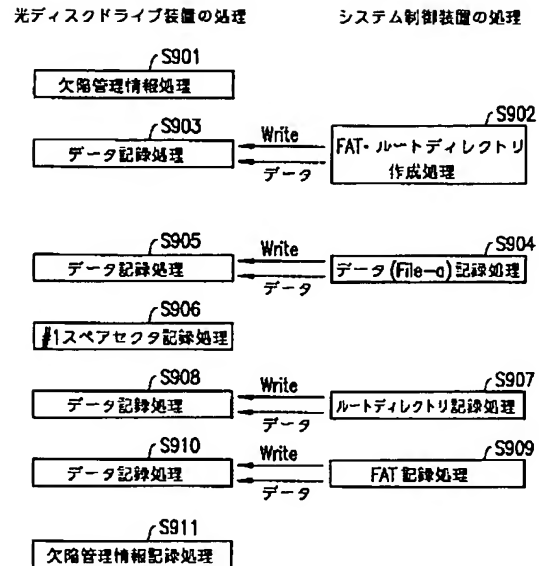 光ディスクドライブ装置の処理 システム制御装置の処理
S901
欠陥管理情報処理
S902
S903
Write
データ記録処理
FAT・ルートディレクトリ
データ
作成処理
S905
Write
S904
データ記録処理
データ(File-a)記録処理
データ
S906
#1スペアセクタ記録処理
S908
Write
S907
データ記録処理
ルートディレクトリ記録処理
データ
S910
Write
S909
データ記録処理
FAT記録処理
データ
S911
欠陥管理情報記録処理